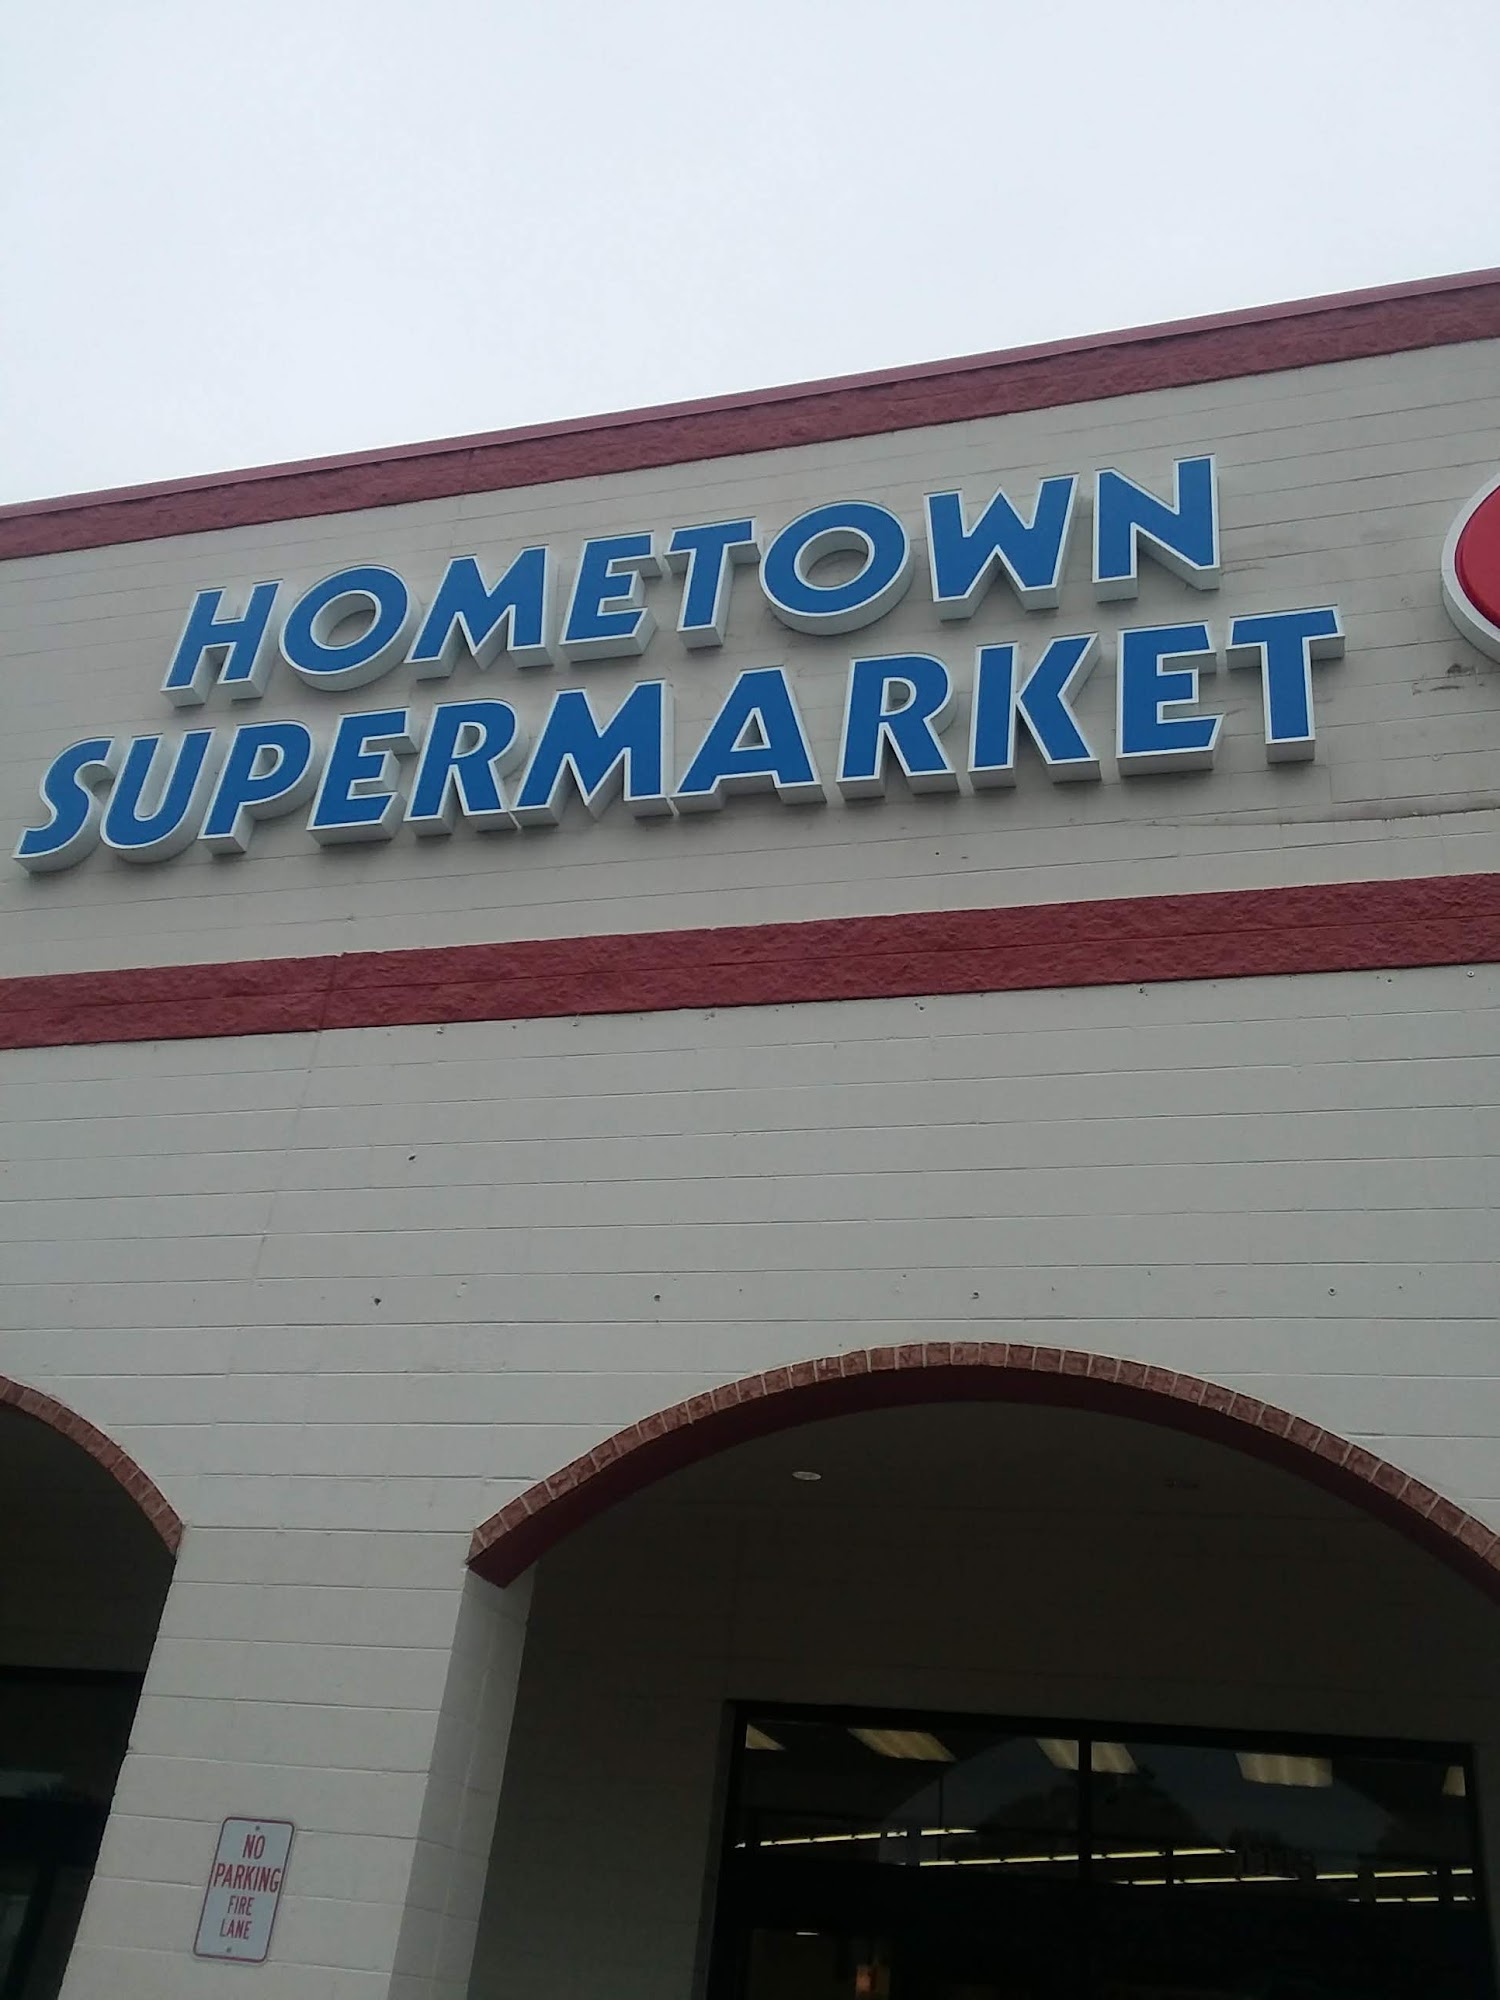 HOMETOWN
SUPERMARKET
NO
PARKING
FIRE
LANE